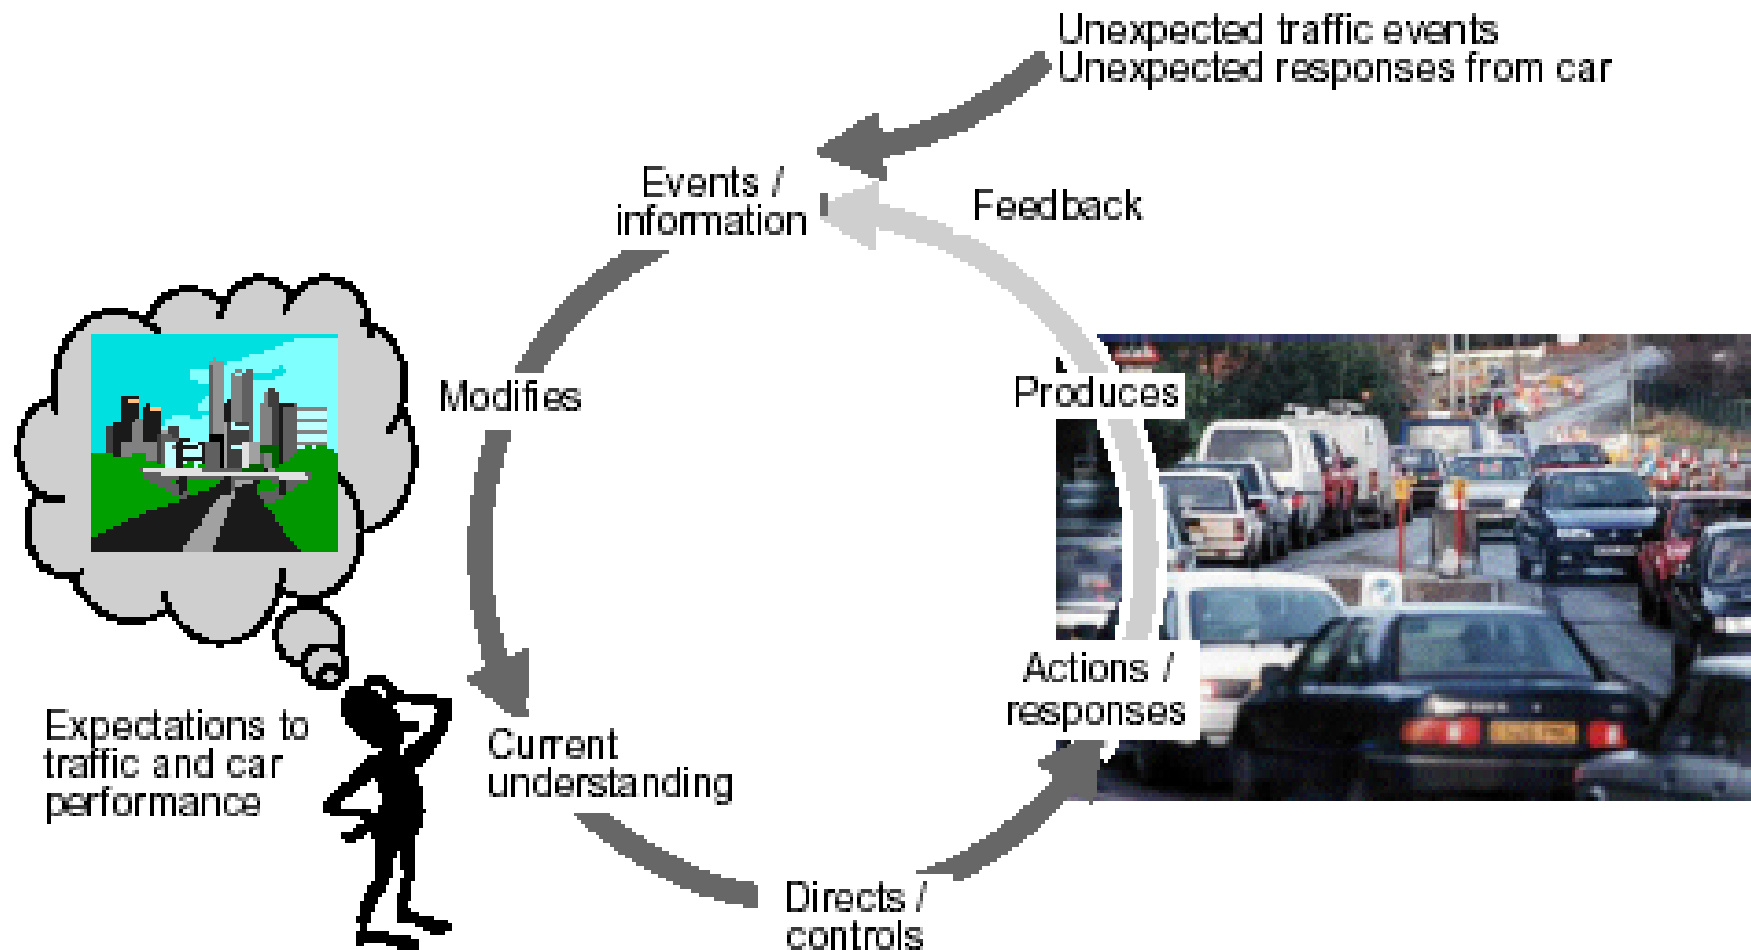 Unexpected traffic events
Unexpected responses from car
Events /
information
Feedback
Modifies
Produces
Actions /
responses
Expectations to
traffic and car
performance
Current
understanding
Directs /
controls